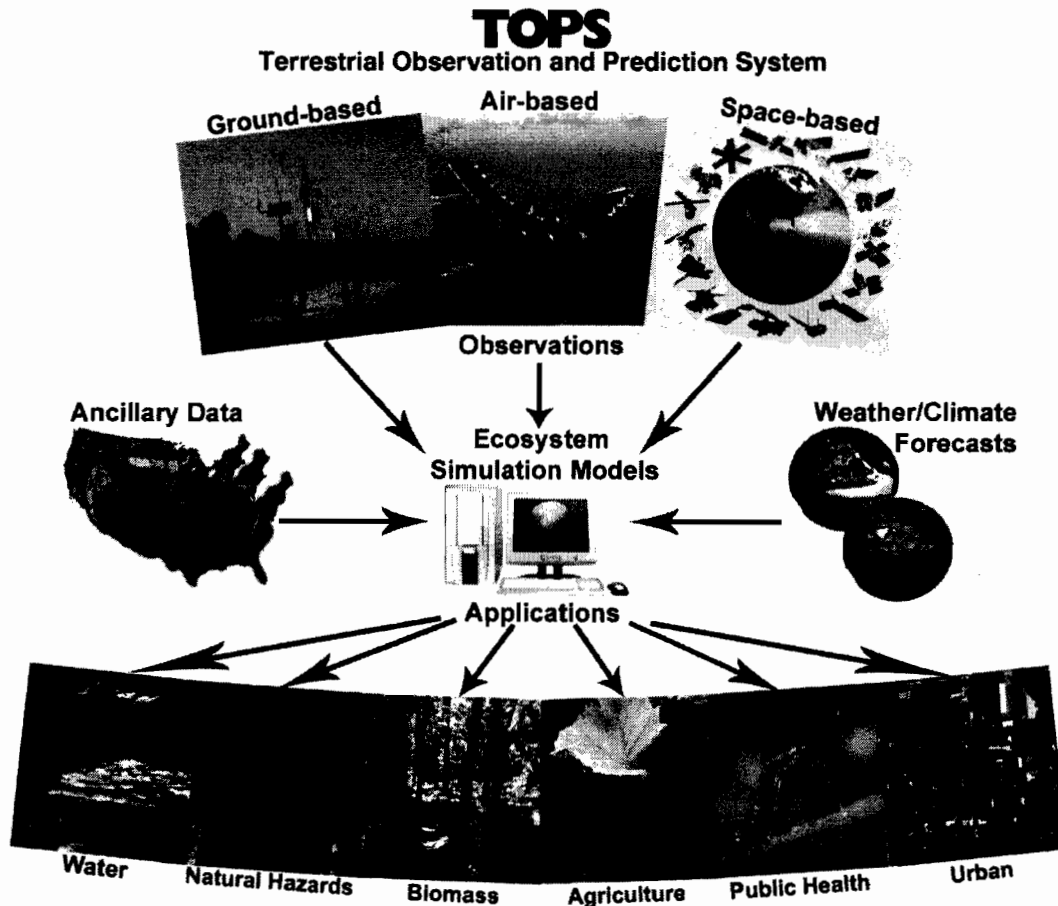 TOPS
Terrestrial Observation and Prediction System
Ground-based
Air-based
Space-based
Observations
Ancillary Data
Weather/Climate
Forecasts
Ecosystem
Simulation Models
Applications
Water
Natural Hazards
Biomass
Agriculture
Public Health
Urban